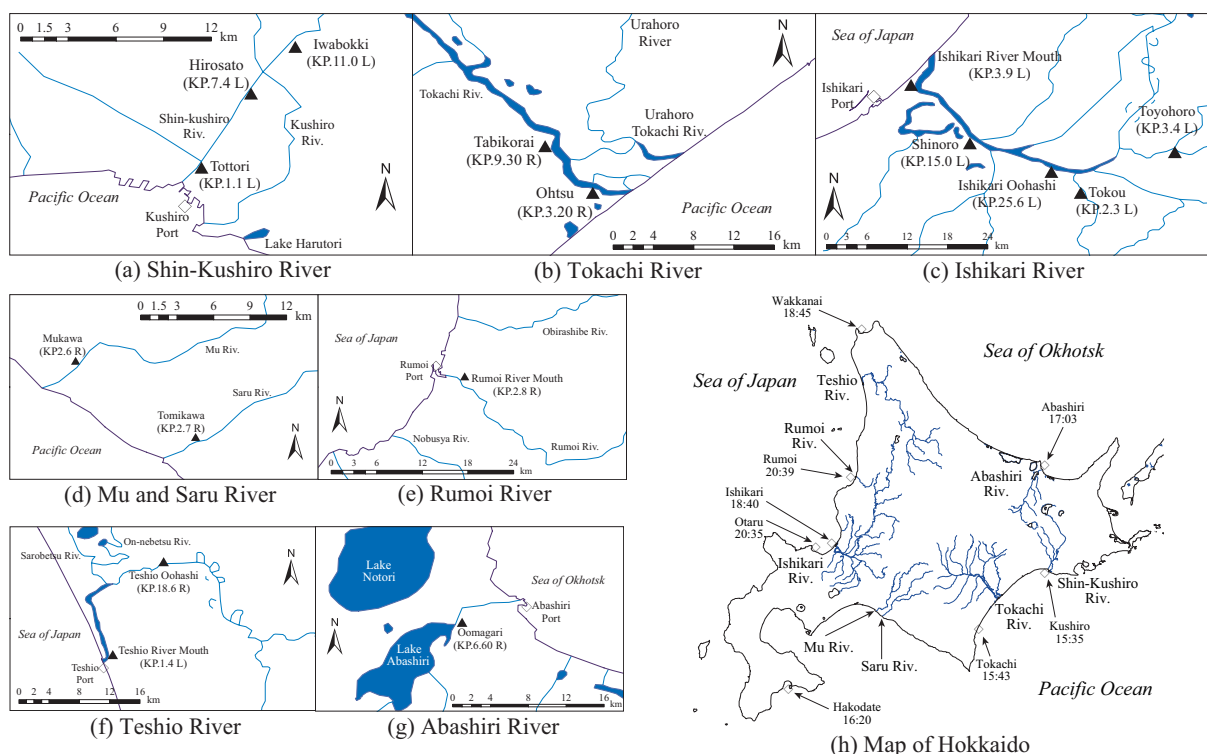 0 1.5 3 6 9 12
km
N
Iwabokki
(KP.11.0 L)
Hirosato
(KP.7.4 L)
Shin-kushiro
Riv.
Kushiro
Riv.
Tottori
(KP.1.1 L)
Pacific Ocean
Kushiro
Port
Lake Harutori
(a) Shin-Kushiro River
Urahoro
River
N
Tokachi Riv.
Urahoro
Tokachi Riv.
Tabikorai
(KP.9.30 R)
Ohtsu
(KP.3.20 R)
Pacific Ocean
0 2 4 8 12 16
km
(b) Tokachi River
Sea of Japan
Ishikari River Mouth
(KP.3.9 L)
Ishikari
Port
Toyohoro
(KP.3.4 L)
Shinoro
(KP.15.0 L)
Ishikari Oohashi
(KP.25.6 L)
Tokou
(KP.2.3 L)
N
0 3 6 12 18 24
km
(c) Ishikari River
0 1.5 3 6 9 12
km
Mukawa
(KP2.6 R)
Mu Riv.
Saru Riv.
Tomikawa
(KP.2.7 R)
Pacific Ocean
N
(d) Mu and Saru River
Sea of Japan
Obirashibe Riv.
Rumoi
Port
Rumoi River Mouth
(KP.2.8 R)
N
Nobusya Riv.
Rumoi Riv.
0 3 6 12 18 24
km
(e) Rumoi River
On-nebetsu Riv.
Sarobetsu Riv.
N
Teshio Oohashi
(KP.18.6 R)
Sea of Japan
Teshio River Mouth
(KP.1.4 L)
Teshio
Port
0 2 4 8 12 16
km
(f) Teshio River
Lake
Notori
Sea of Okhotsk
Abashiri
Port
Oomagari
(KP.6.60 R)
N
Lake
Abashiri
0 2 4 8 12 16
km
(g) Abashiri River
Wakkanai
18:45
Sea of Okhotsk
Sea of Japan
Teshio
Riv.
Abashiri
17:03
Rumoi
Riv.
Rumoi
20:39
Abashiri
Riv.
Ishikari
18:40
Otaru
20:35
Ishikari
Riv.
Shin-Kushiro
Riv.
Tokachi
Riv.
Kushiro
15:35
Mu Riv.
Saru Riv.
Tokachi
15:43
Pacific Ocean
Hakodate
16:20
(h) Map of Hokkaido